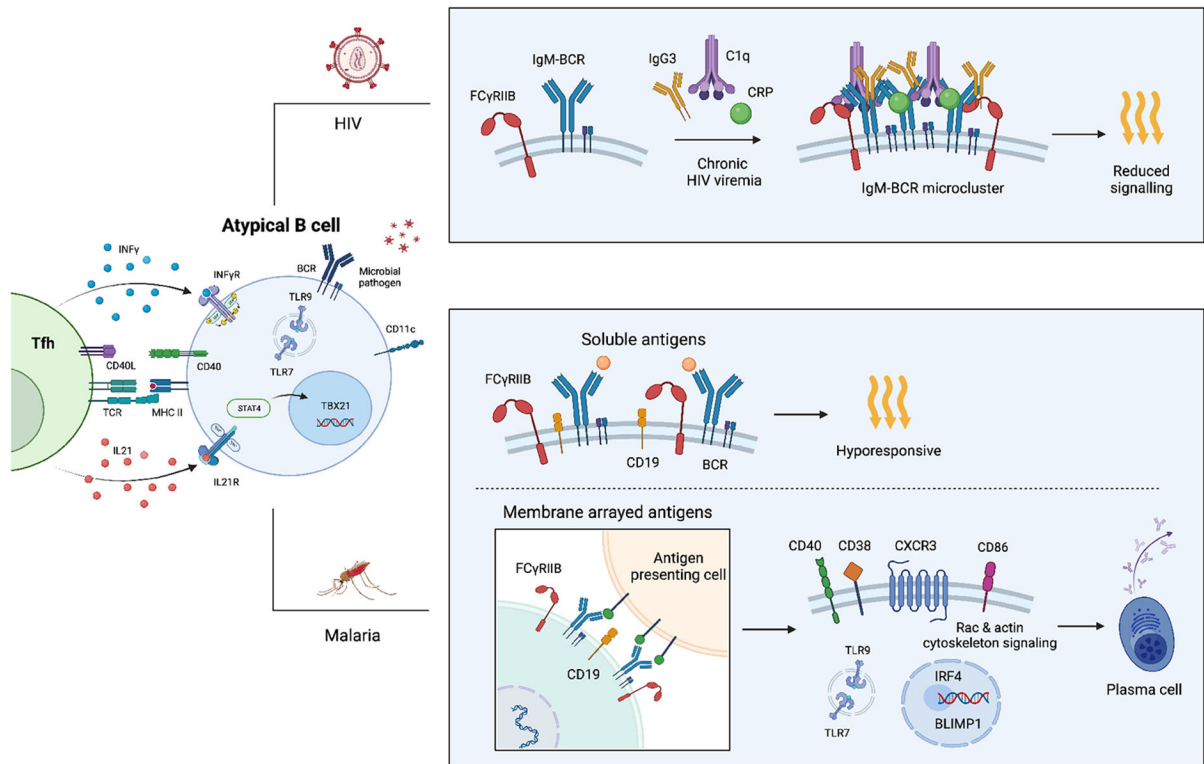 HIV
Atypical B cell
INFγ
INFγR
BCR
Microbial
pathogen
TLR9
TLR7
CD11c
Tfh
CD40L
CD40
TCR
MHC II
STAT4
TBX21
IL21
IL21R
Malaria
FCγRIIB
IgM-BCR
IgG3
C1q
CRP
Chronic
HIV viremia
IgM-BCR microcluster
Reduced
signalling
Soluble antigens
FCγRIIB
CD19
BCR
Hyporesponsive
Membrane arrayed antigens
FCγRIIB
Antigen
presenting cell
CD19
CD40
CD38
CXCR3
CD86
Rac & actin
cytoskeleton signaling
TLR9
TLR7
IRF4
BLIMP1
Plasma cell